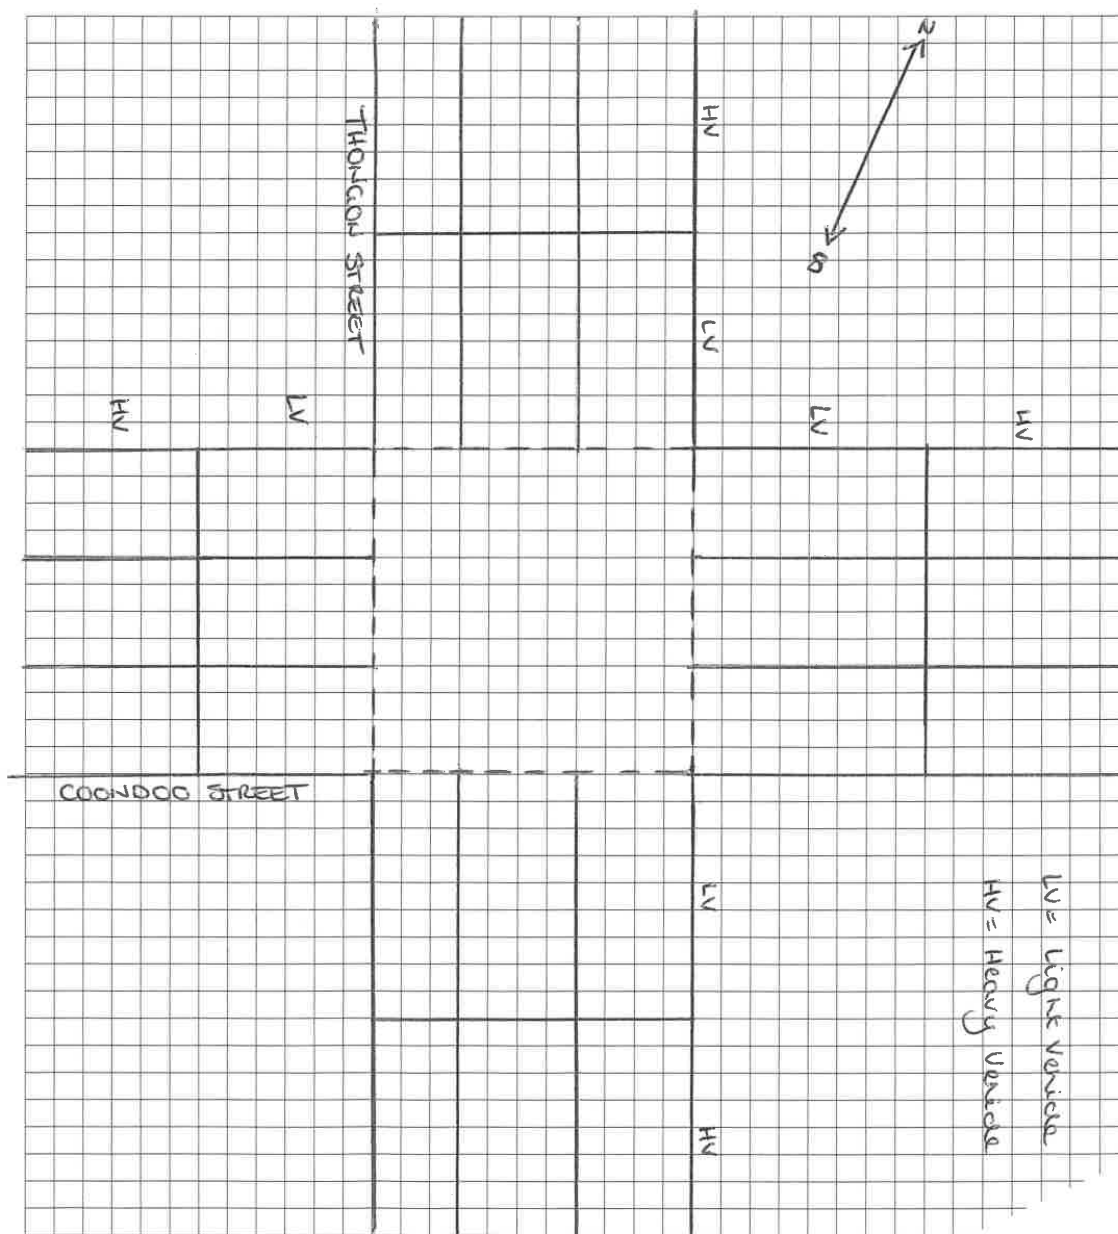 N
HV
THONGON STREET
S
LV
HV
LV
LV
HV
COONDOO STREET
LV
LV = Light Vehicle
HV = Heavy Vehicle
HV